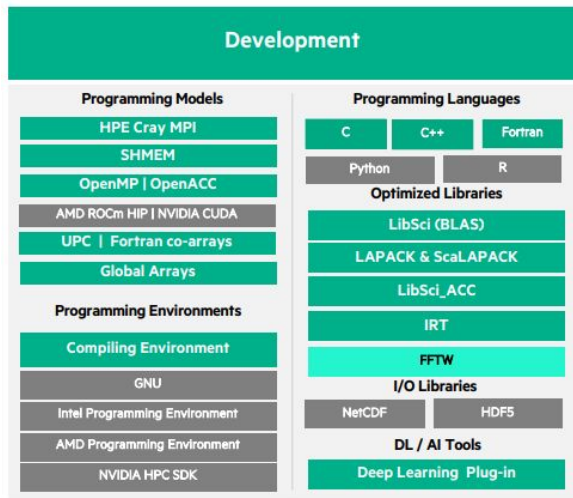 Development
Programming Models
HPE Cray MPI
SHMEM
OpenMP | OpenACC
AMD ROCm HIP | NVIDIA CUDA
UPC | Fortran co-arrays
Global Arrays
Programming Environments
Compiling Environment
GNU
Intel Programming Environment
AMD Programming Environment
NVIDIA HPC SDK
Programming Languages
C C++ Fortran
Python R
Optimized Libraries
LibSci (BLAS)
LAPACK & ScaLAPACK
LibSci_ACC
IRT
FFTW
I/O Libraries
NetCDF HDF5
DL / AI Tools
Deep Learning Plug-in